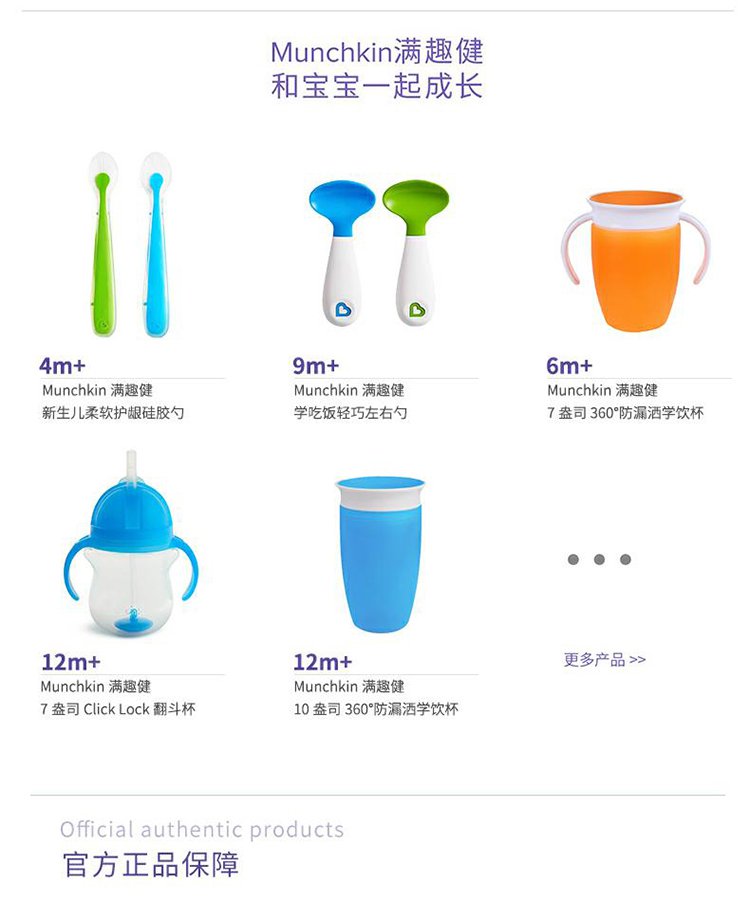 Munchkin满趣健
和宝宝一起成长
4m+
Munchkin 满趣健
新生儿柔软护龈硅胶勺
9m+
Munchkin 满趣健
学吃饭轻巧左右勺
6m+
Munchkin 满趣健
7 盎司 360°防漏洒学饮杯
12m+
Munchkin 满趣健
7 盎司 Click Lock 翻斗杯
12m+
Munchkin 满趣健
10 盎司 360°防漏洒学饮杯
更多产品 >>
Official authentic products
官方正品保障